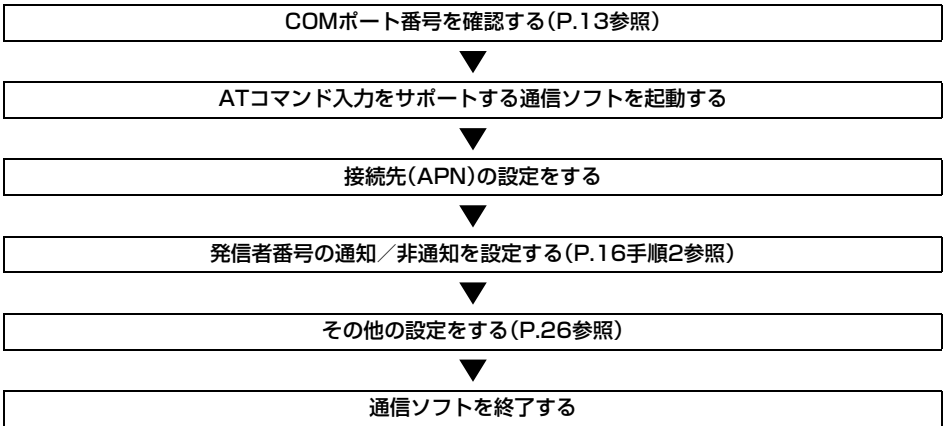 COMポート番号を確認する(P.13参照)
ATコマンド入力をサポートする通信ソフトを起動する
接続先(APN)の設定をする
発信者番号の通知／非通知を設定する(P.16手順2参照)
その他の設定をする(P.26参照)
通信ソフトを終了する